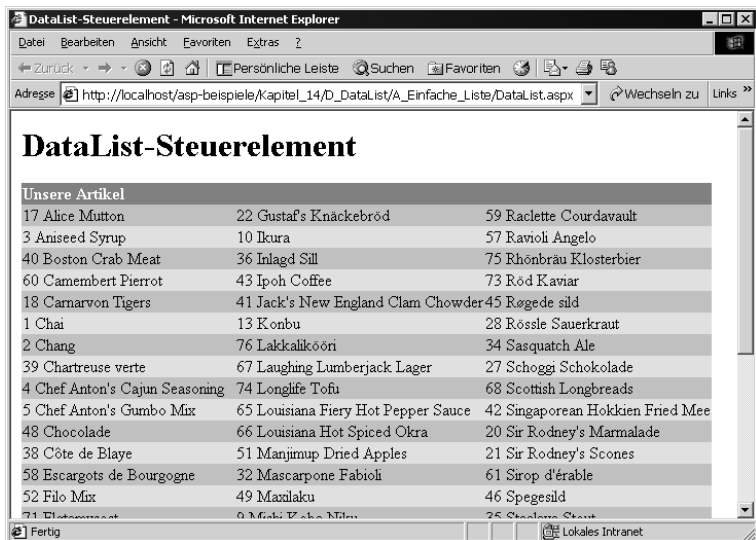 DataList-Steuerelement - Microsoft Internet Explorer
Datei Bearbeiten Ansicht Favoriten Extras ?
Zurück Persönliche Leiste Suchen Favoriten
Adresse http://localhost/asp-beispiele/Kapitel_14/D_DataList/A_Einfache_Liste/DataList.aspx Wechseln zu Links »
DataList-Steuerelement
Unsere Artikel
17 Alice Mutton 22 Gustaf's Knäckebröd 59 Raclette Courdavault
3 Aniseed Syrup 10 Ikura 57 Ravioli Angelo
40 Boston Crab Meat 36 Inlagd Sill 75 Rhönbräu Klosterbier
60 Camembert Pierrot 43 Ipoh Coffee 73 Röd Kaviar
18 Carnarvon Tigers 41 Jack's New England Clam Chowder 45 Røgede sild
1 Chai 13 Konbu 28 Rössle Sauerkraut
2 Chang 76 Lakkalikööri 34 Sasquatch Ale
39 Chartreuse verte 67 Laughing Lumberjack Lager 27 Schoggi Schokolade
4 Chef Anton's Cajun Seasoning 74 Longlife Tofu 68 Scottish Longbreads
5 Chef Anton's Gumbo Mix 65 Louisiana Fiery Hot Pepper Sauce 42 Singaporean Hokkien Fried Mee
48 Chocolade 66 Louisiana Hot Spiced Okra 20 Sir Rodney's Marmalade
38 Côte de Blaye 51 Manjimup Dried Apples 21 Sir Rodney's Scones
58 Escargots de Bourgogne 32 Mascarpone Fabioli 61 Sirop d'érable
52 Filo Mix 49 Maxilaku 46 Spegesild
Fertig Lokales Intranet